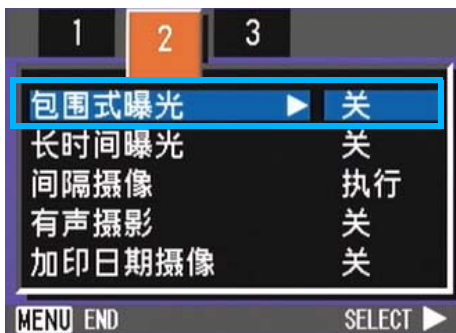 1 2 3
包围式曝光 ▶ 关
长时间曝光 关
间隔摄像 执行
有声摄影 关
加印日期摄像 关
MENU END SELECT ▶